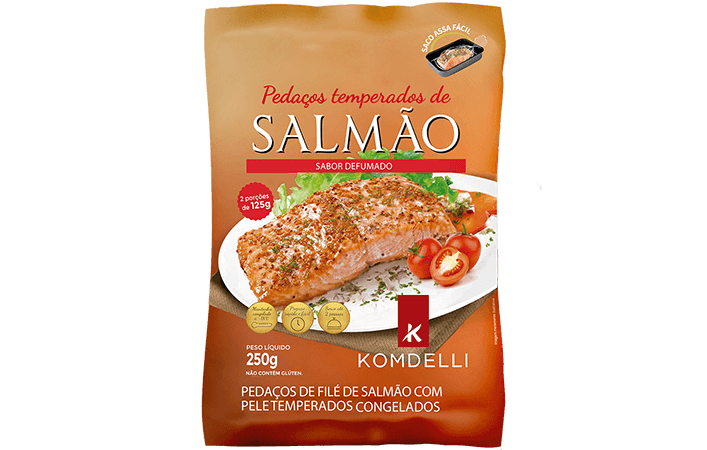 SACO ASSA FÁCIL
Pedaços temperados de
SALMÃO
SABOR DEFUMADO
2 porções
de 125g
PESO LÍQUIDO
250g
NÃO CONTÉM GLÚTEN.
K
KOMDELLI
PEDAÇOS DE FILÉ DE SALMÃO COM
PELE TEMPERADOS CONGELADOS